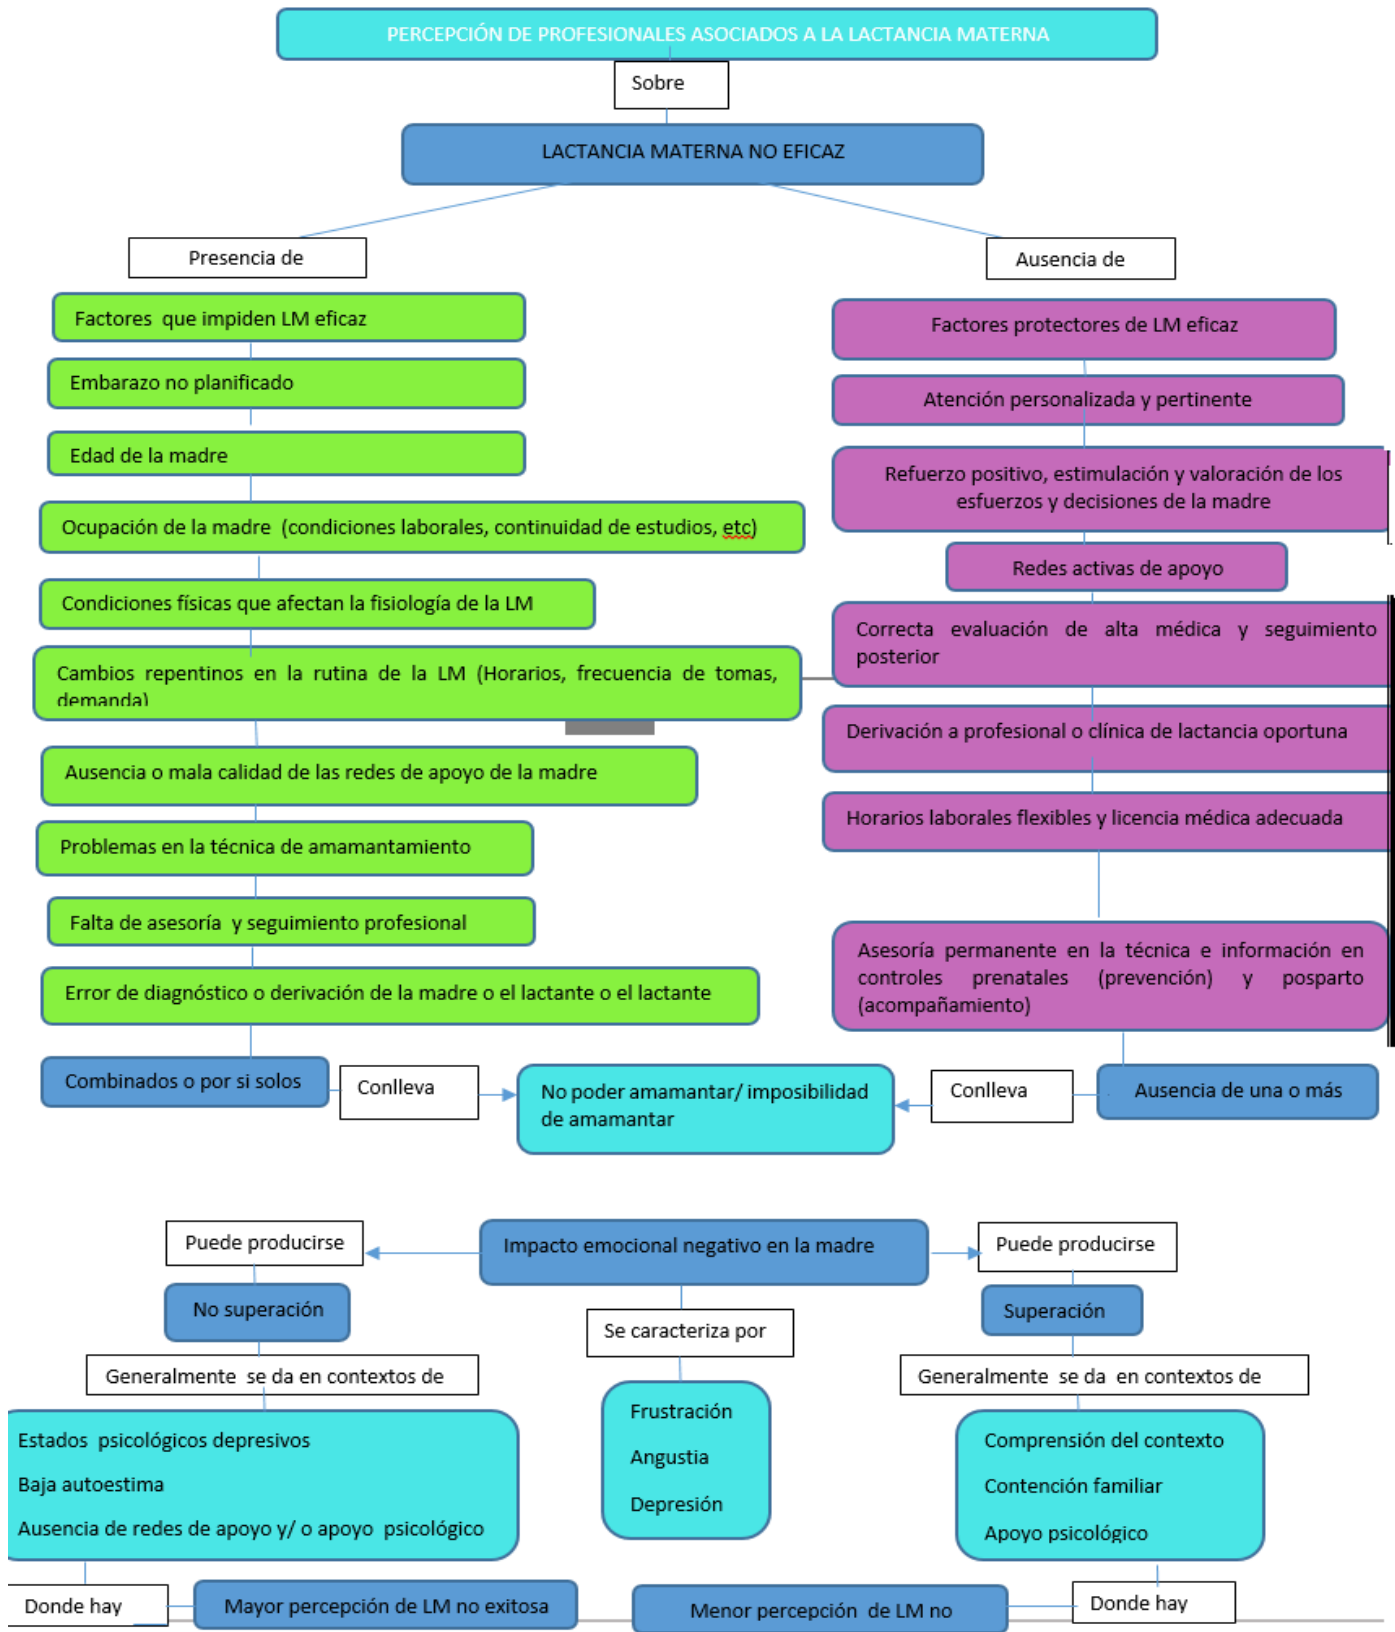 PERCEPCIÓN DE PROFESIONALES ASOCIADOS A LA LACTANCIA MATERNA
Sobre
LACTANCIA MATERNA NO EFICAZ
Presencia de
Factores que impiden LM eficaz
Embarazo no planificado
Edad de la madre
Ocupación de la madre (condiciones laborales, continuidad de estudios, etc)
Condiciones físicas que afectan la fisiología de la LM
Cambios repentinos en la rutina de la LM (Horarios, frecuencia de tomas,
demanda)
Ausencia o mala calidad de las redes de apoyo de la madre
Problemas en la técnica de amamantamiento
Falta de asesoría y seguimiento profesional
Error de diagnóstico o derivación de la madre o el lactante o el lactante
Combinados o por si solos
Conlleva
Ausencia de
Factores protectores de LM eficaz
Atención personalizada y pertinente
Refuerzo positivo, estimulación y valoración de los
esfuerzos y decisiones de la madre
Redes activas de apoyo
Correcta evaluación de alta médica y seguimiento
posterior
Derivación a profesional o clínica de lactancia oportuna
Horarios laborales flexibles y licencia médica adecuada
Asesoría permanente en la técnica e información en
controles prenatales (prevención) y posparto
(acompañamiento)
Ausencia de una o más
Conlleva
No poder amamantar/ imposibilidad
de amamantar
Impacto emocional negativo en la madre
Puede producirse
No superación
Generalmente se da en contextos de
Estados psicológicos depresivos
Baja autoestima
Ausencia de redes de apoyo y/ o apoyo psicológico
Donde hay
Mayor percepción de LM no exitosa
Se caracteriza por
Frustración
Angustia
Depresión
Puede producirse
Superación
Generalmente se da en contextos de
Comprensión del contexto
Contención familiar
Apoyo psicológico
Donde hay
Menor percepción de LM no